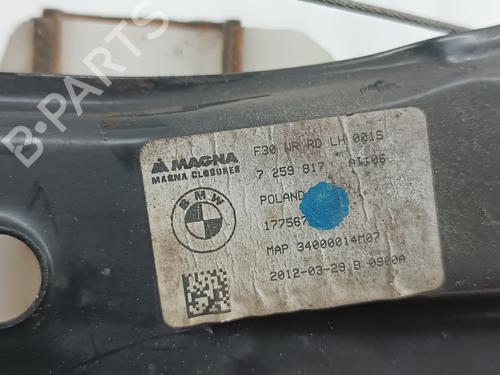 B-PARTS
MAGNA
MAGNA CLOSURES
F30 WR RD LH 001S
7 259 817 AI:06
BMW
POLAND
177567
MAP 34000014M07
2012-03-29 B 0900A